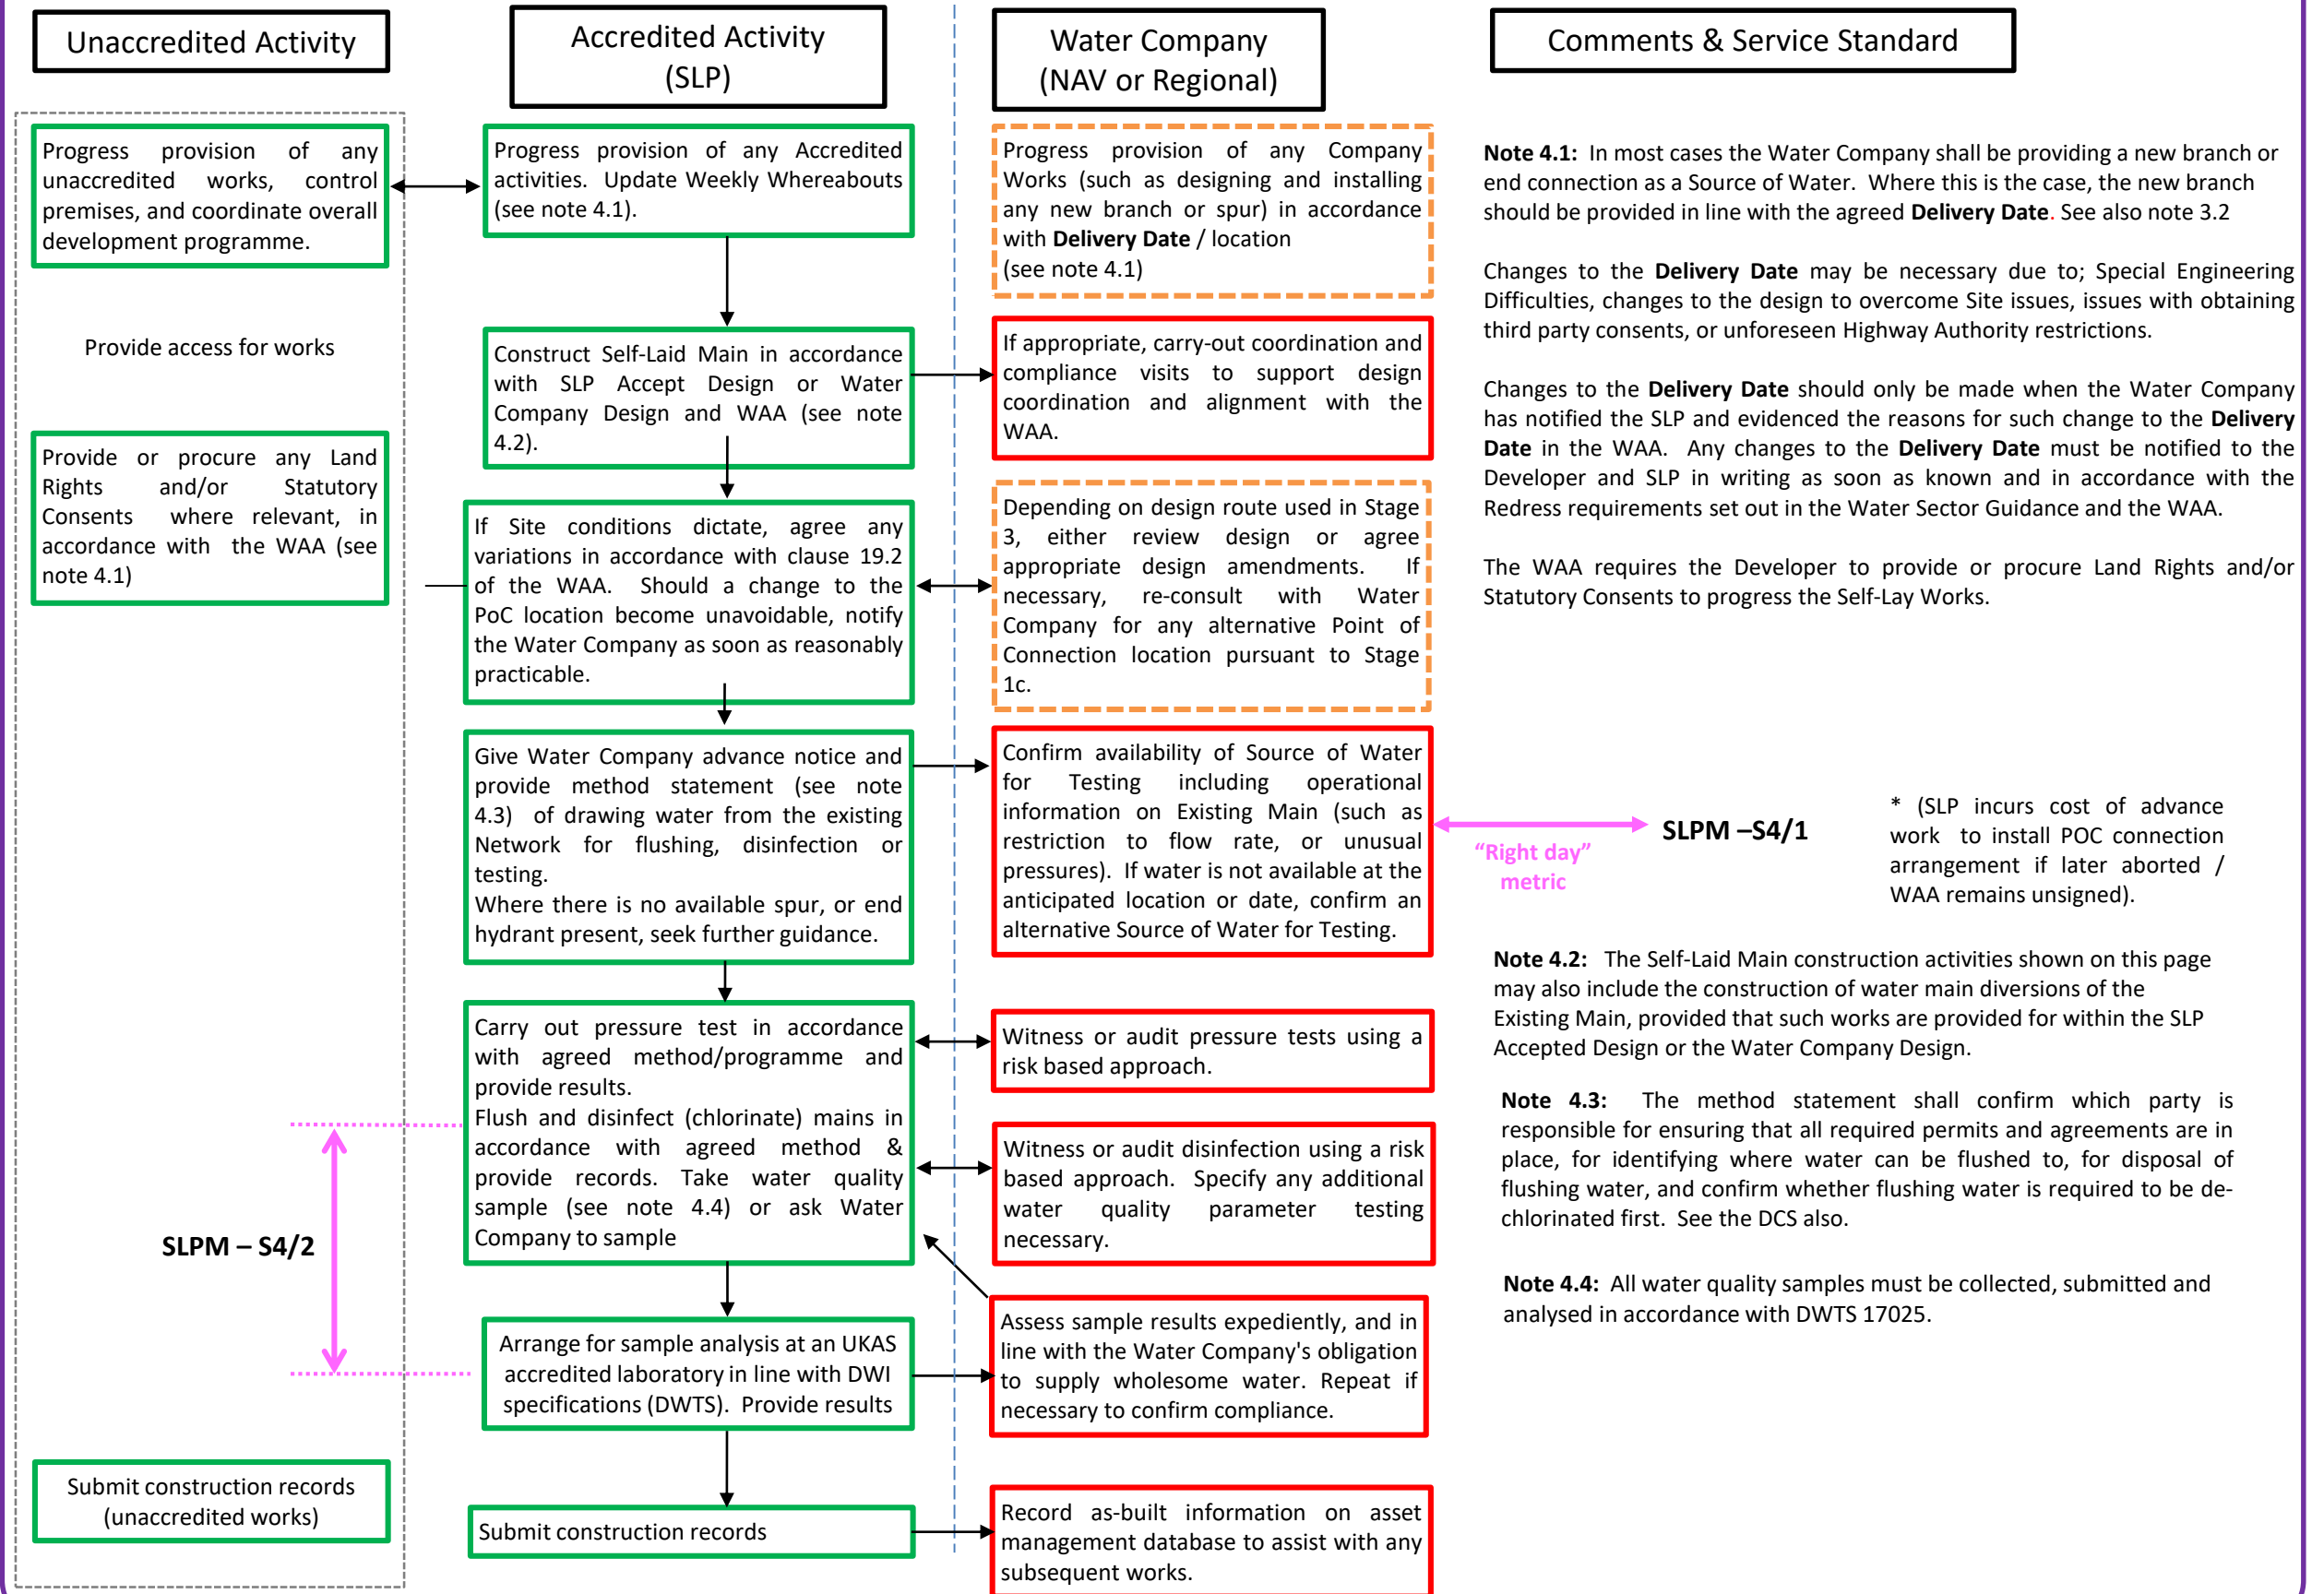 Unaccredited Activity
Accredited Activity
(SLP)
Water Company
(NAV or Regional)
Comments & Service Standard
Progress provision of any
unaccredited works, control
premises, and coordinate overall
development programme.
Provide access for works
Provide or procure any Land
Rights and/or Statutory
Consents where relevant, in
accordance with the WAA (see
note 4.1)
SLPM – S4/2
Submit construction records
(unaccredited works)
Progress provision of any Accredited
activities. Update Weekly Whereabouts
(see note 4.1).
Construct Self-Laid Main in accordance
with SLP Accept Design or Water
Company Design and WAA (see note
4.2).
If Site conditions dictate, agree any
variations in accordance with clause 19.2
of the WAA. Should a change to the
PoC location become unavoidable, notify
the Water Company as soon as reasonably
practicable.
Give Water Company advance notice and
provide method statement (see note
4.3) of drawing water from the existing
Network for flushing, disinfection or
testing.
Where there is no available spur, or end
hydrant present, seek further guidance.
Carry out pressure test in accordance
with agreed method/programme and
provide results.
Flush and disinfect (chlorinate) mains in
accordance with agreed method &
provide records. Take water quality
sample (see note 4.4) or ask Water
Company to sample
Arrange for sample analysis at an UKAS
accredited laboratory in line with DWI
specifications (DWTS). Provide results
Submit construction records
Progress provision of any Company
Works (such as designing and installing
any new branch or spur) in accordance
with Delivery Date / location
(see note 4.1)
If appropriate, carry-out coordination and
compliance visits to support design
coordination and alignment with the
WAA.
Depending on design route used in Stage
3, either review design or agree
appropriate design amendments. If
necessary, re-consult with Water
Company for any alternative Point of
Connection location pursuant to Stage
1c.
Confirm availability of Source of Water
for Testing including operational
information on Existing Main (such as
restriction to flow rate, or unusual
pressures). If water is not available at the
anticipated location or date, confirm an
alternative Source of Water for Testing.
Witness or audit pressure tests using a
risk based approach.
Witness or audit disinfection using a risk
based approach. Specify any additional
water quality parameter testing
necessary.
Assess sample results expediently, and in
line with the Water Company's obligation
to supply wholesome water. Repeat if
necessary to confirm compliance.
Record as-built information on asset
management database to assist with any
subsequent works.
Note 4.1: In most cases the Water Company shall be providing a new branch or
end connection as a Source of Water. Where this is the case, the new branch
should be provided in line with the agreed Delivery Date. See also note 3.2
Changes to the Delivery Date may be necessary due to; Special Engineering
Difficulties, changes to the design to overcome Site issues, issues with obtaining
third party consents, or unforeseen Highway Authority restrictions.
Changes to the Delivery Date should only be made when the Water Company
has notified the SLP and evidenced the reasons for such change to the Delivery
Date in the WAA. Any changes to the Delivery Date must be notified to the
Developer and SLP in writing as soon as known and in accordance with the
Redress requirements set out in the Water Sector Guidance and the WAA.
The WAA requires the Developer to provide or procure Land Rights and/or
Statutory Consents to progress the Self-Lay Works.
"Right day"
metric
SLPM –S4/1
* (SLP incurs cost of advance
work to install POC connection
arrangement if later aborted /
WAA remains unsigned).
Note 4.2: The Self-Laid Main construction activities shown on this page
may also include the construction of water main diversions of the
Existing Main, provided that such works are provided for within the SLP
Accepted Design or the Water Company Design.
Note 4.3: The method statement shall confirm which party is
responsible for ensuring that all required permits and agreements are in
place, for identifying where water can be flushed to, for disposal of
flushing water, and confirm whether flushing water is required to be de-
chlorinated first. See the DCS also.
Note 4.4: All water quality samples must be collected, submitted and
analysed in accordance with DWTS 17025.